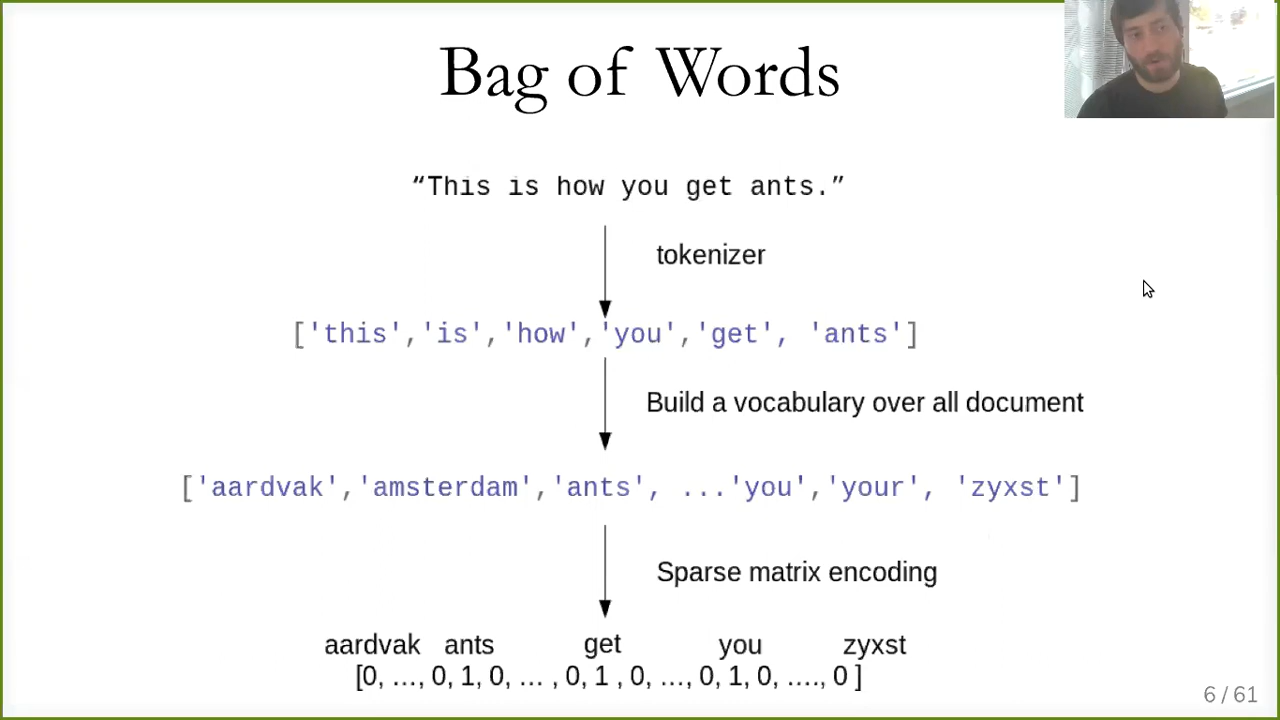 Bag of Words
“This is how you get ants.”
tokenizer
['this','is','how','you','get', 'ants']
Build a vocabulary over all document
['aardvak','amsterdam','ants', ...'you','your', 'zyxst']
Sparse matrix encoding
aardvak ants get you zyxst
[0, …, 0, 1, 0, … , 0, 1 , 0, …, 0, 1, 0, …., 0 ]
6 / 61